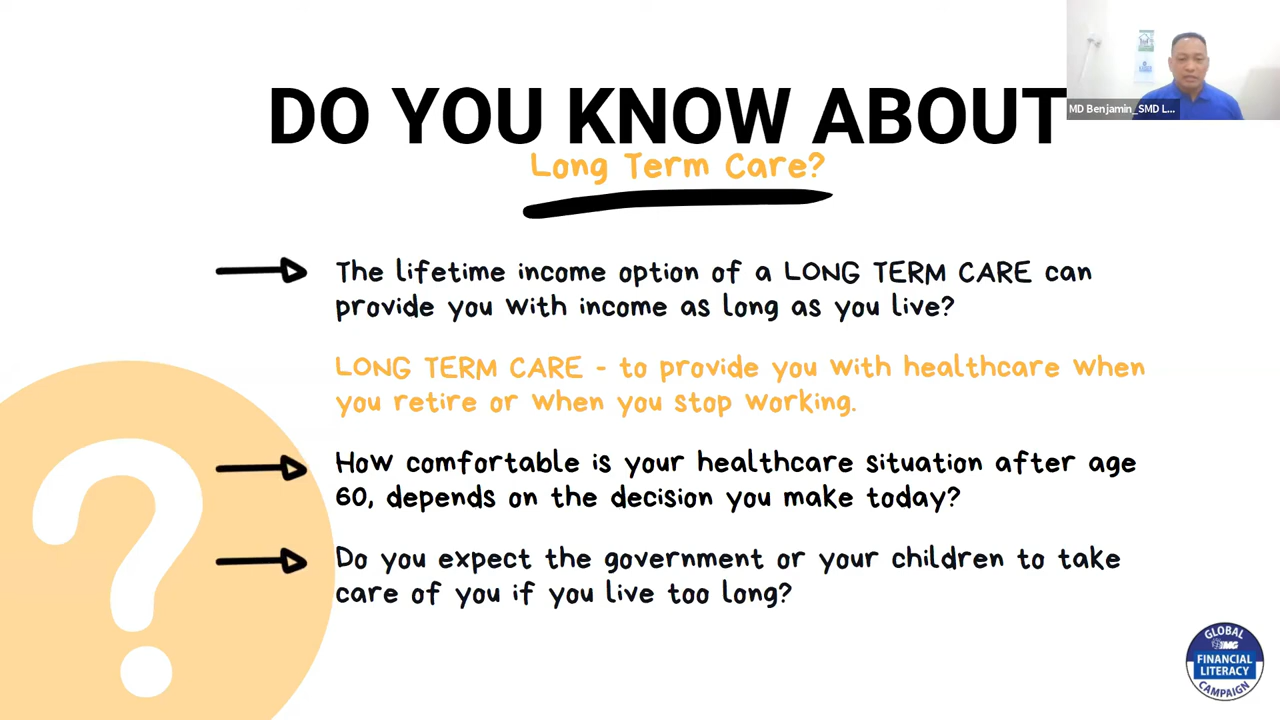 DO YOU KNOW ABOUT
Long Term Care?
MD Benjamin_SMD L...
The lifetime income option of a LONG TERM CARE can
provide you with income as long as you live?
LONG TERM CARE - to provide you with healthcare when
you retire or when you stop working.
How comfortable is your healthcare situation after age
60, depends on the decision you make today?
Do you expect the government or your children to take
care of you if you live too long?
GLOBAL
IMG
FINANCIAL
LITERACY
CAMPAIGN